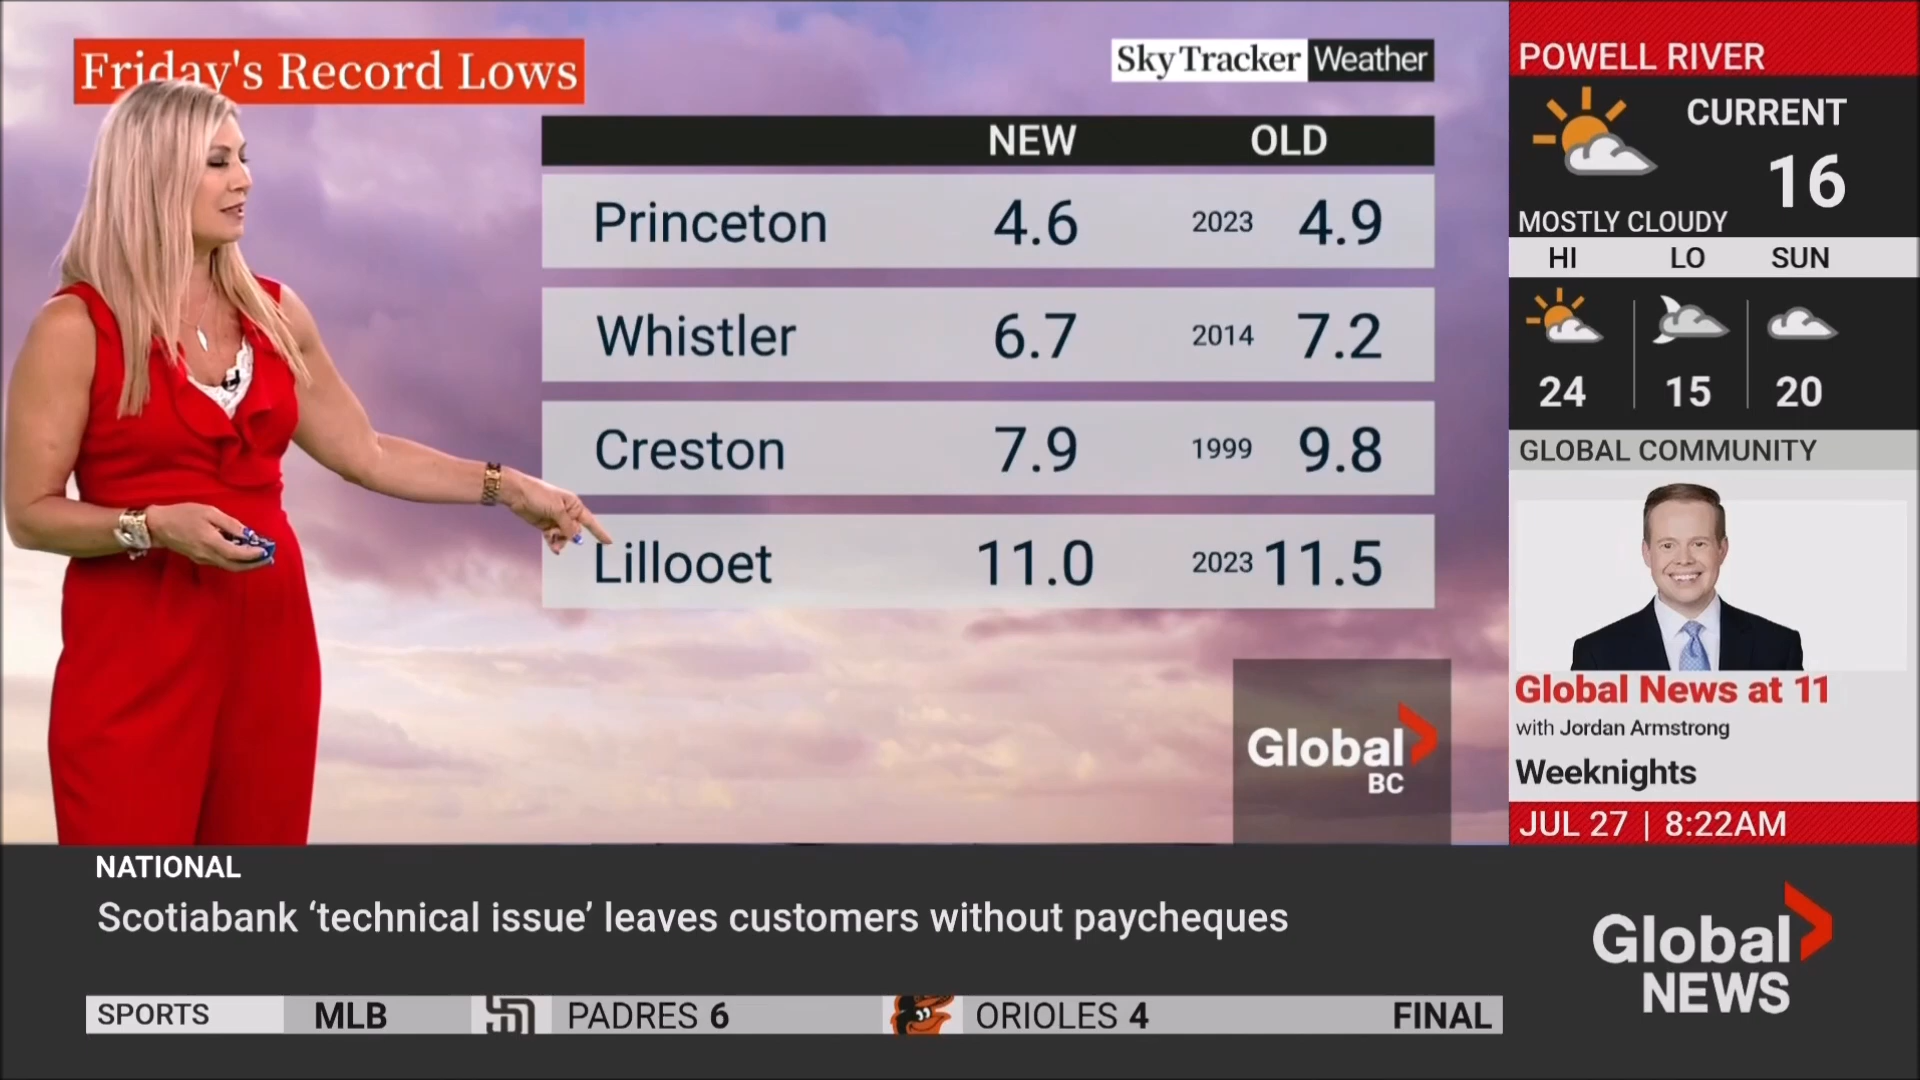 Friday's Record Lows
SkyTracker Weather
NEW OLD
Princeton 4.6 2023 4.9
Whistler 6.7 2014 7.2
Creston 7.9 1999 9.8
Lillooet 11.0 2023 11.5
Global
BC
POWELL RIVER
CURRENT
16
MOSTLY CLOUDY
HI LO SUN
24 15 20
GLOBAL COMMUNITY
Global News at 11
with Jordan Armstrong
Weeknights
JUL 27 | 8:22AM
NATIONAL
Scotiabank ‘technical issue’ leaves customers without paycheques
Global
NEWS
SPORTS MLB SD PADRES 6 ORIOLES 4 FINAL